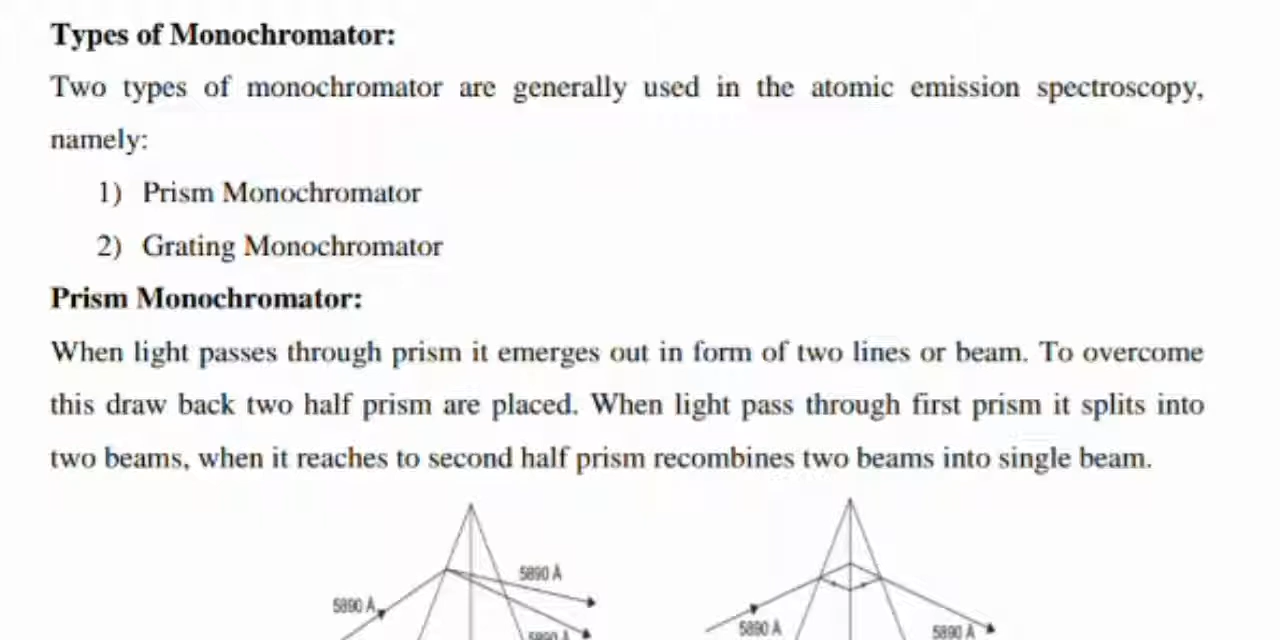 Types of Monochromator:
Two types of monochromator are generally used in the atomic emission spectroscopy,
namely:
1) Prism Monochromator
2) Grating Monochromator
Prism Monochromator:
When light passes through prism it emerges out in form of two lines or beam. To overcome
this draw back two half prism are placed. When light pass through first prism it splits into
two beams, when it reaches to second half prism recombines two beams into single beam.
5890 Å
5890 Å
5890 Å
5890 Å
5890 Å